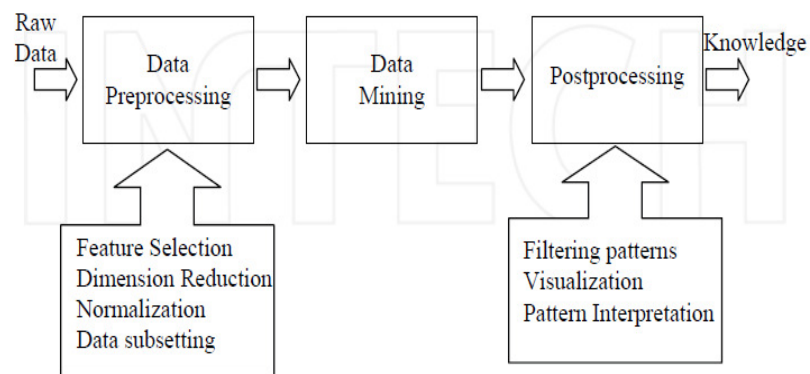 Raw
Data
Data
Preprocessing
Data
Mining
Postprocessing
Knowledge
Feature Selection
Dimension Reduction
Normalization
Data subsetting
Filtering patterns
Visualization
Pattern Interpretation
INTECH